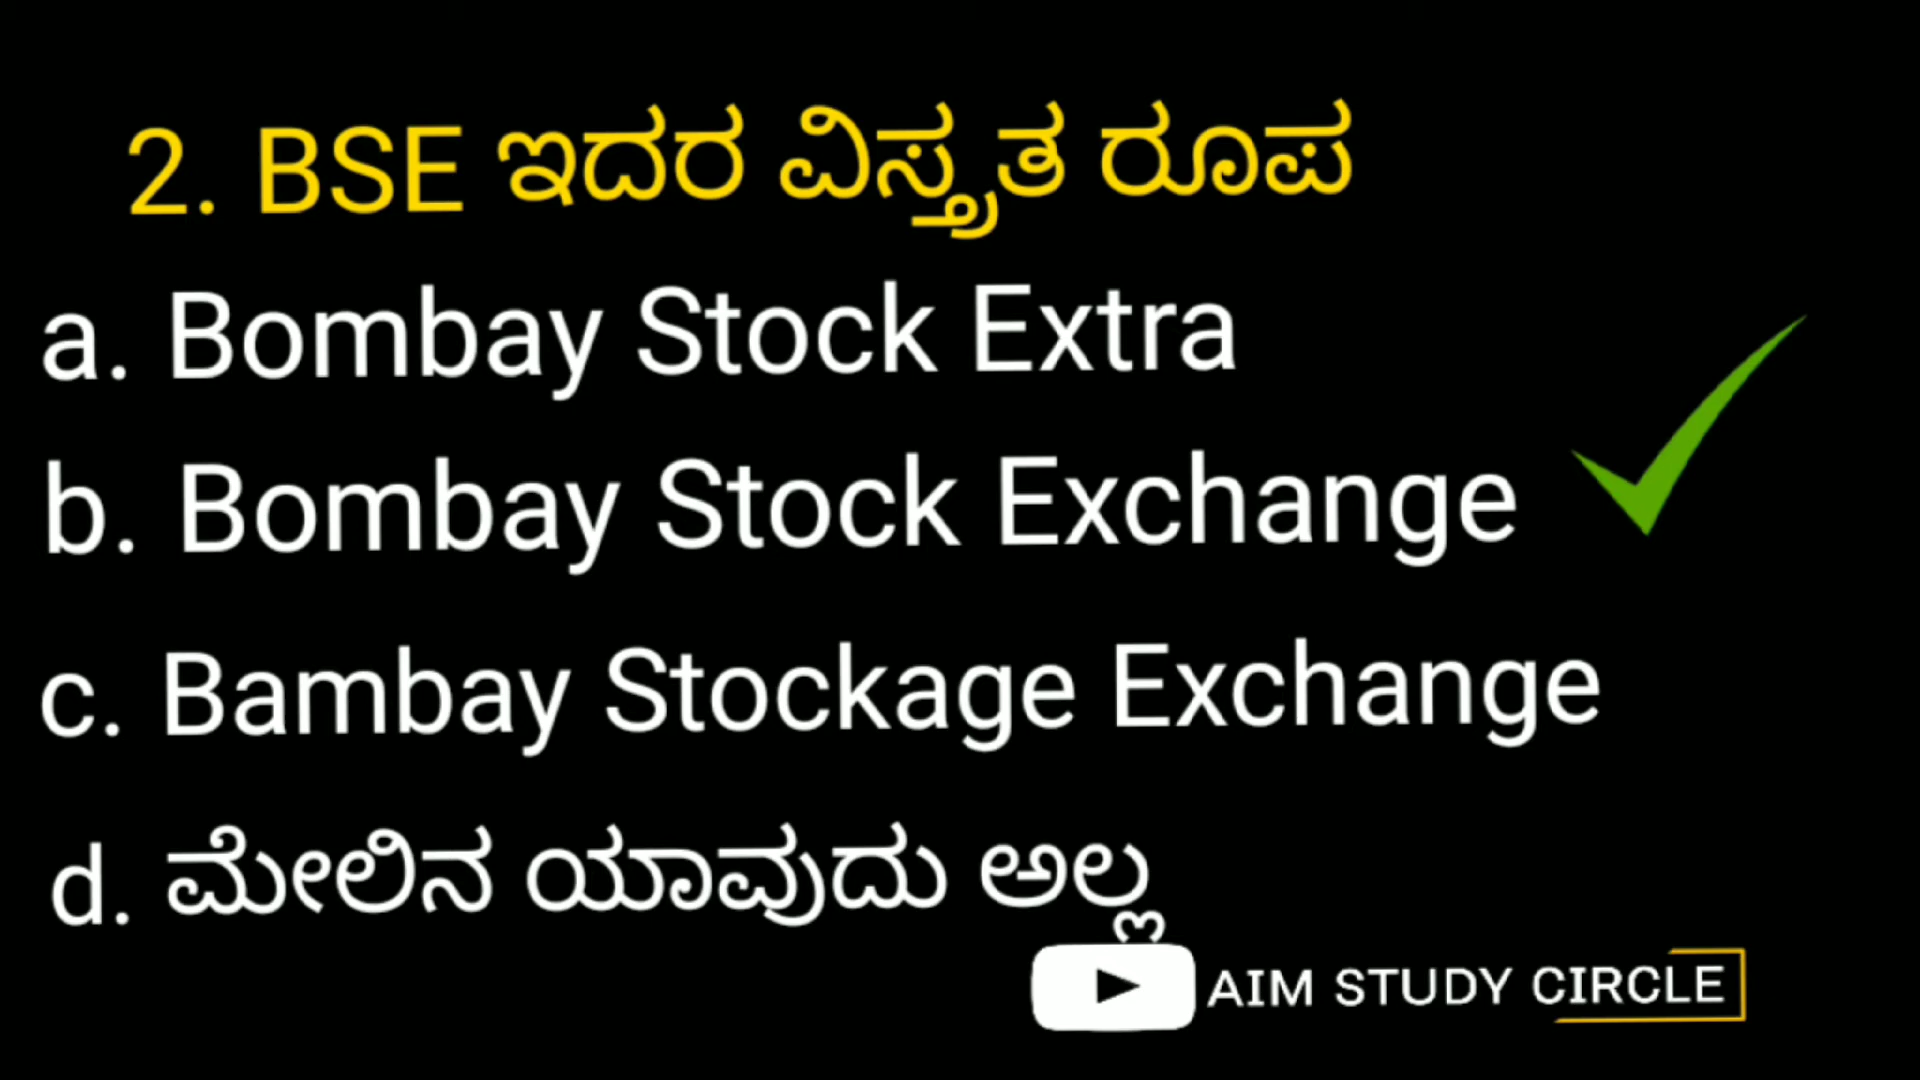 2. BSE ಇದರ ವಿಸ್ತೃತ ರೂಪ
a. Bombay Stock Extra
b. Bombay Stock Exchange
c. Bambay Stockage Exchange
d. ಮೇಲಿನ ಯಾವುದು ಅಲ್ಲ
AIM STUDY CIRCLE